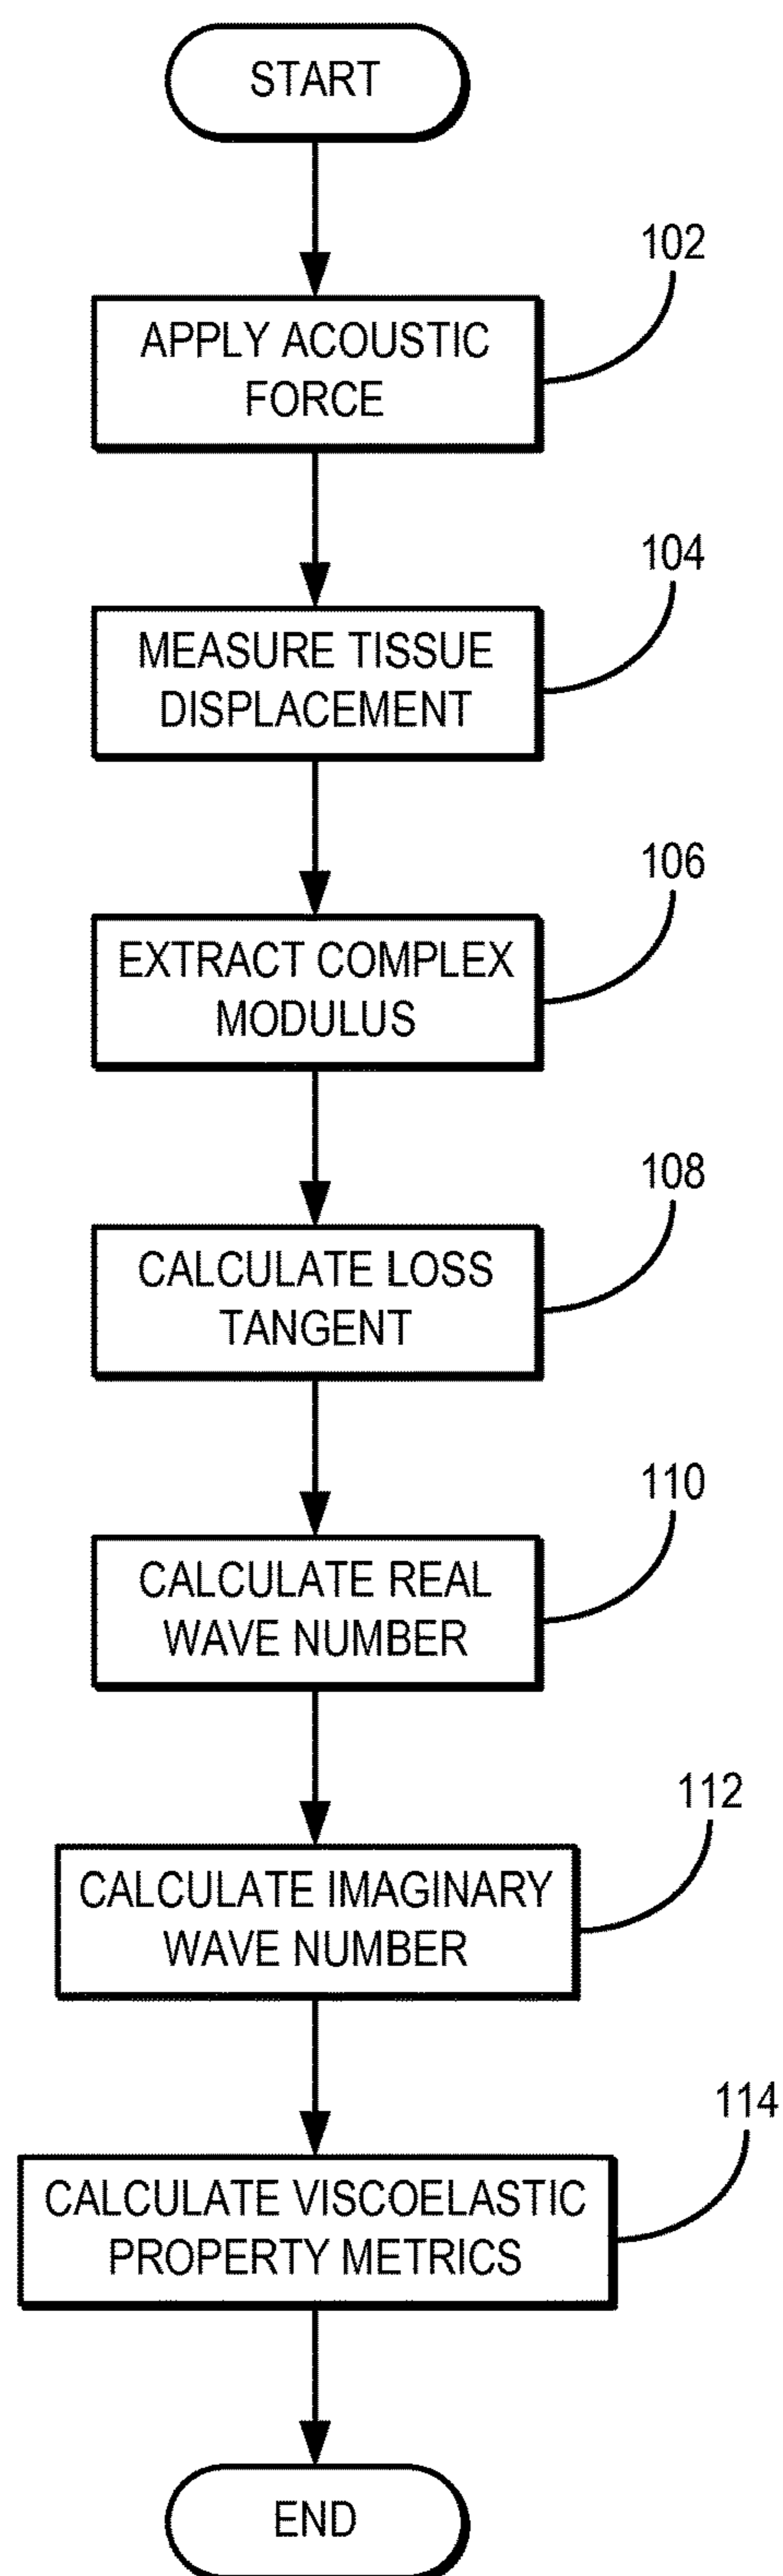 START
102
APPLY ACOUSTIC
FORCE
104
MEASURE TISSUE
DISPLACEMENT
106
EXTRACT COMPLEX
MODULUS
108
CALCULATE LOSS
TANGENT
110
CALCULATE REAL
WAVE NUMBER
112
CALCULATE IMAGINARY
WAVE NUMBER
114
CALCULATE VISCOELASTIC
PROPERTY METRICS
END